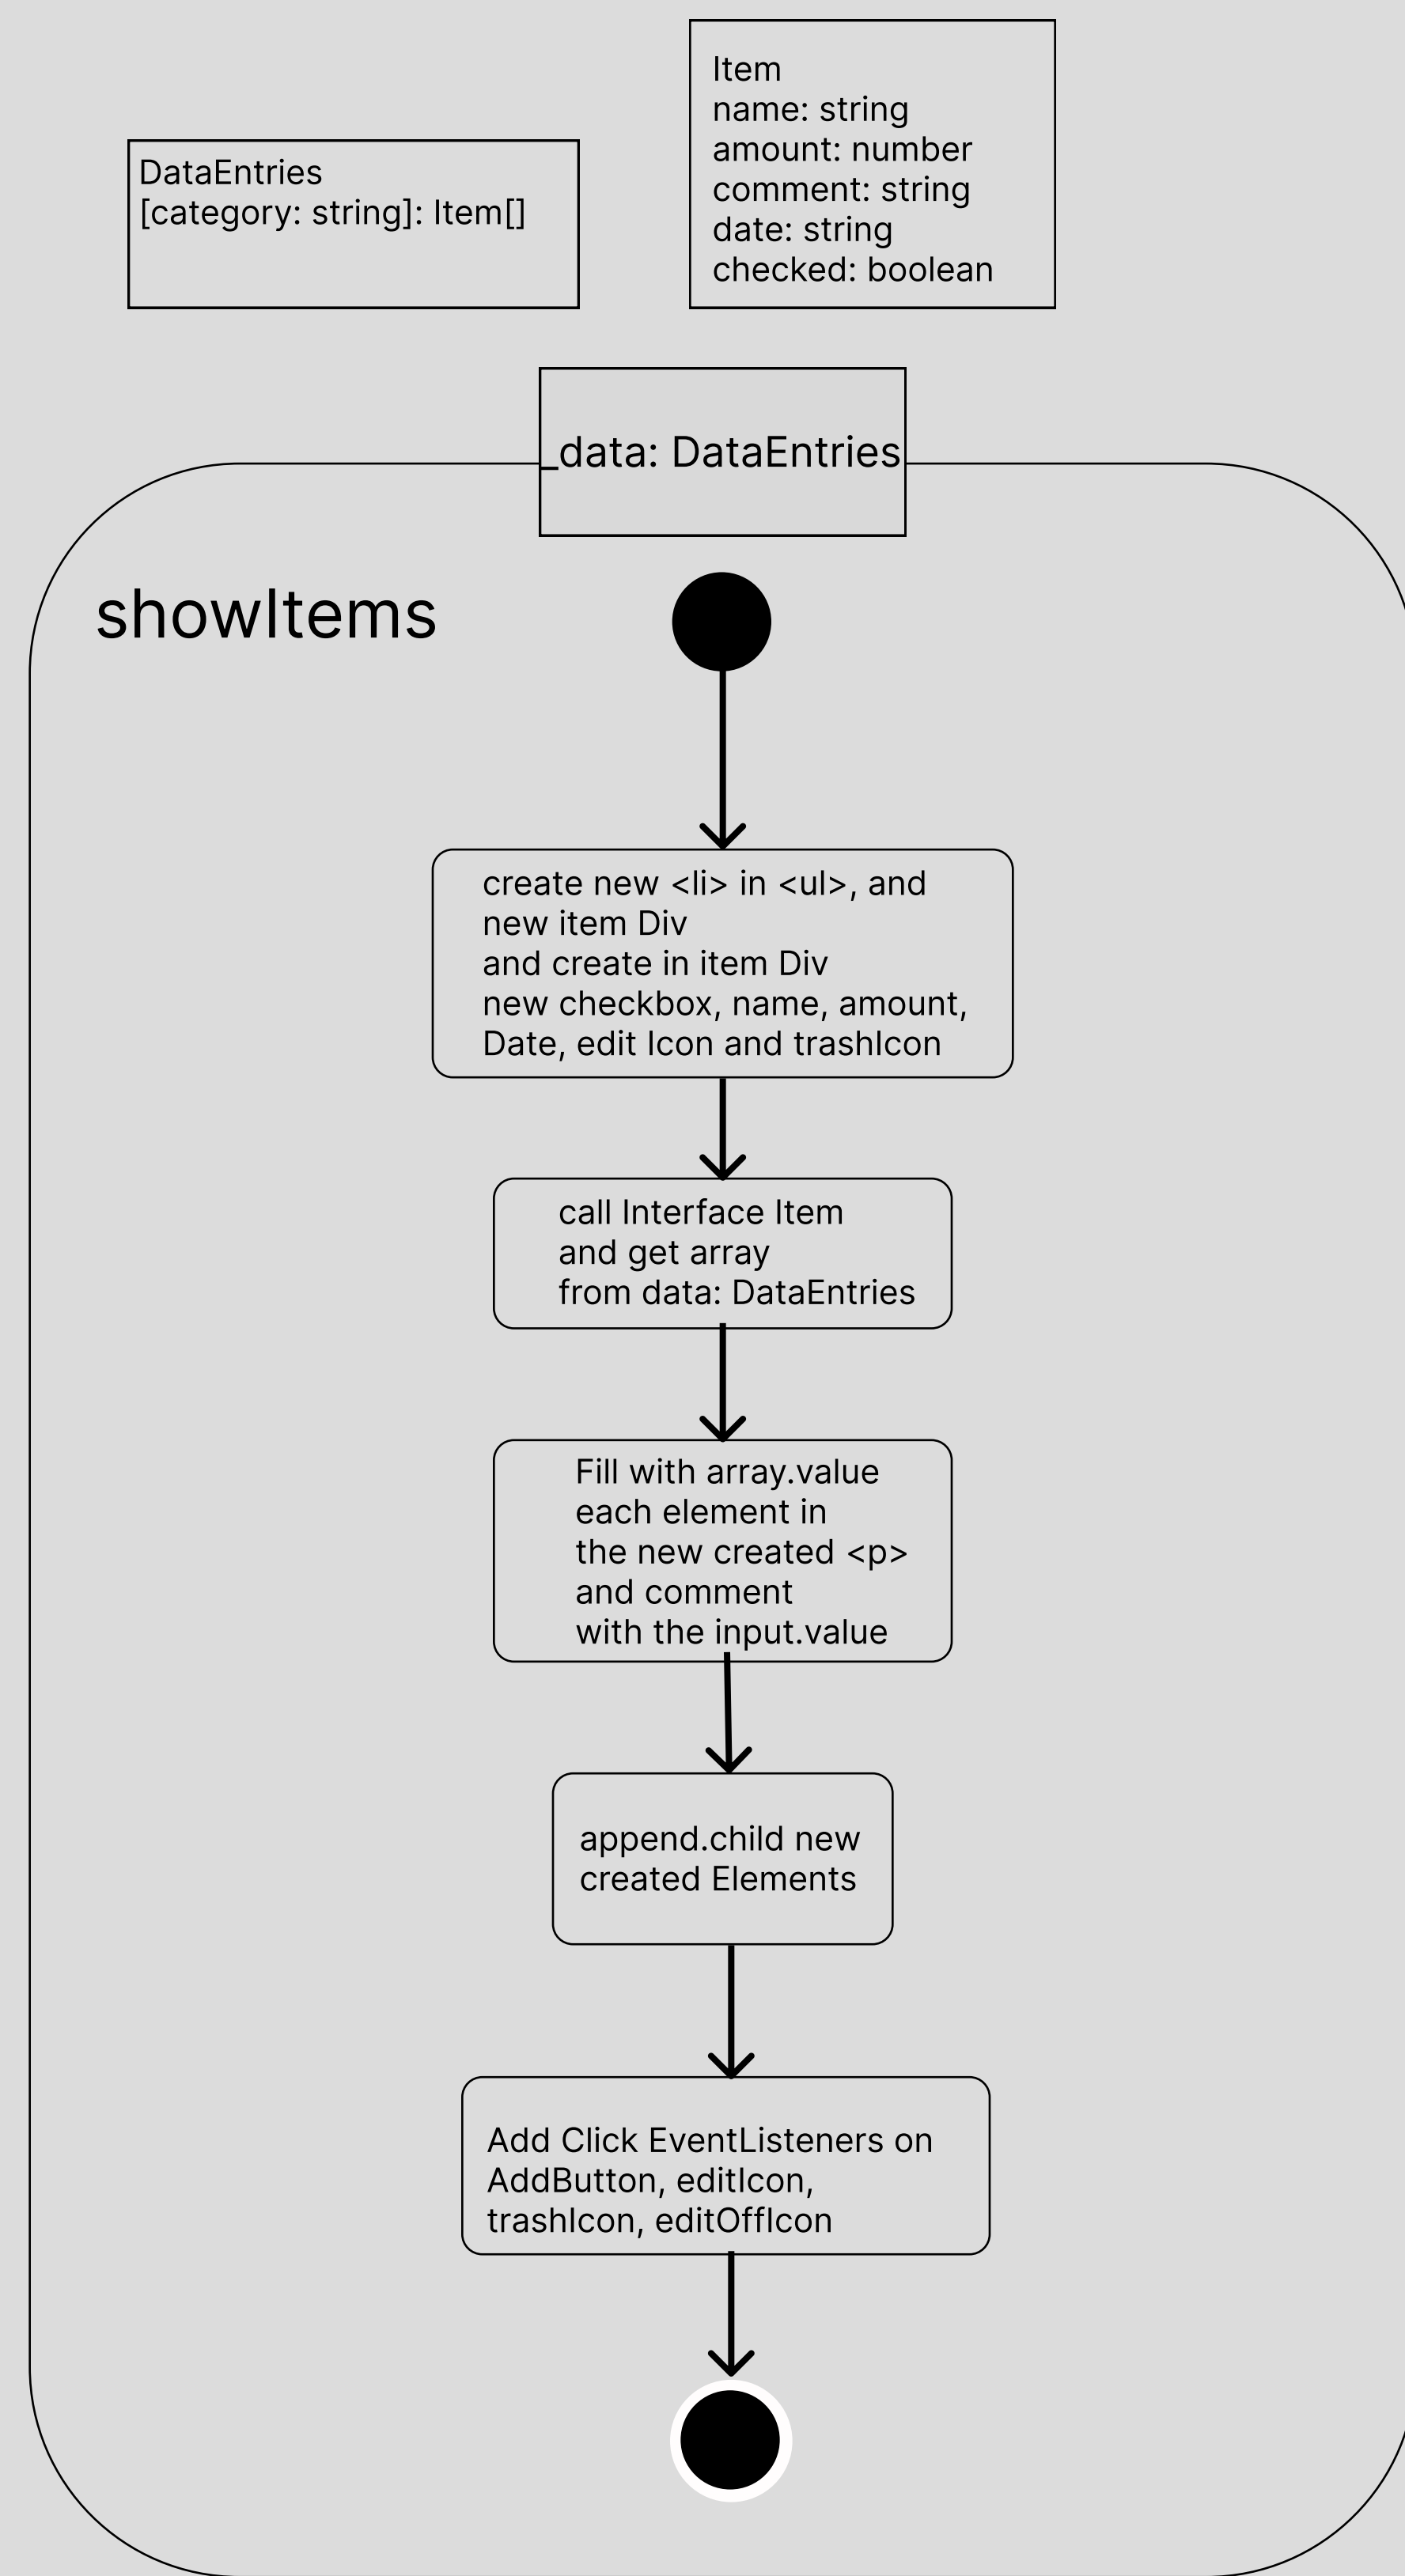 Item
name: string
amount: number
comment: string
date: string
checked: boolean
DataEntries
[category: string]: Item[]
_data: DataEntries
showItems
create new <li> in <ul>, and
new item Div
and create in item Div
new checkbox, name, amount,
Date, edit Icon and trashIcon
call Interface Item
and get array
from data: DataEntries
Fill with array.value
each element in
the new created <p>
and comment
with the input.value
append.child new
created Elements
Add Click EventListeners on
AddButton, editIcon,
trashIcon, editOffIcon